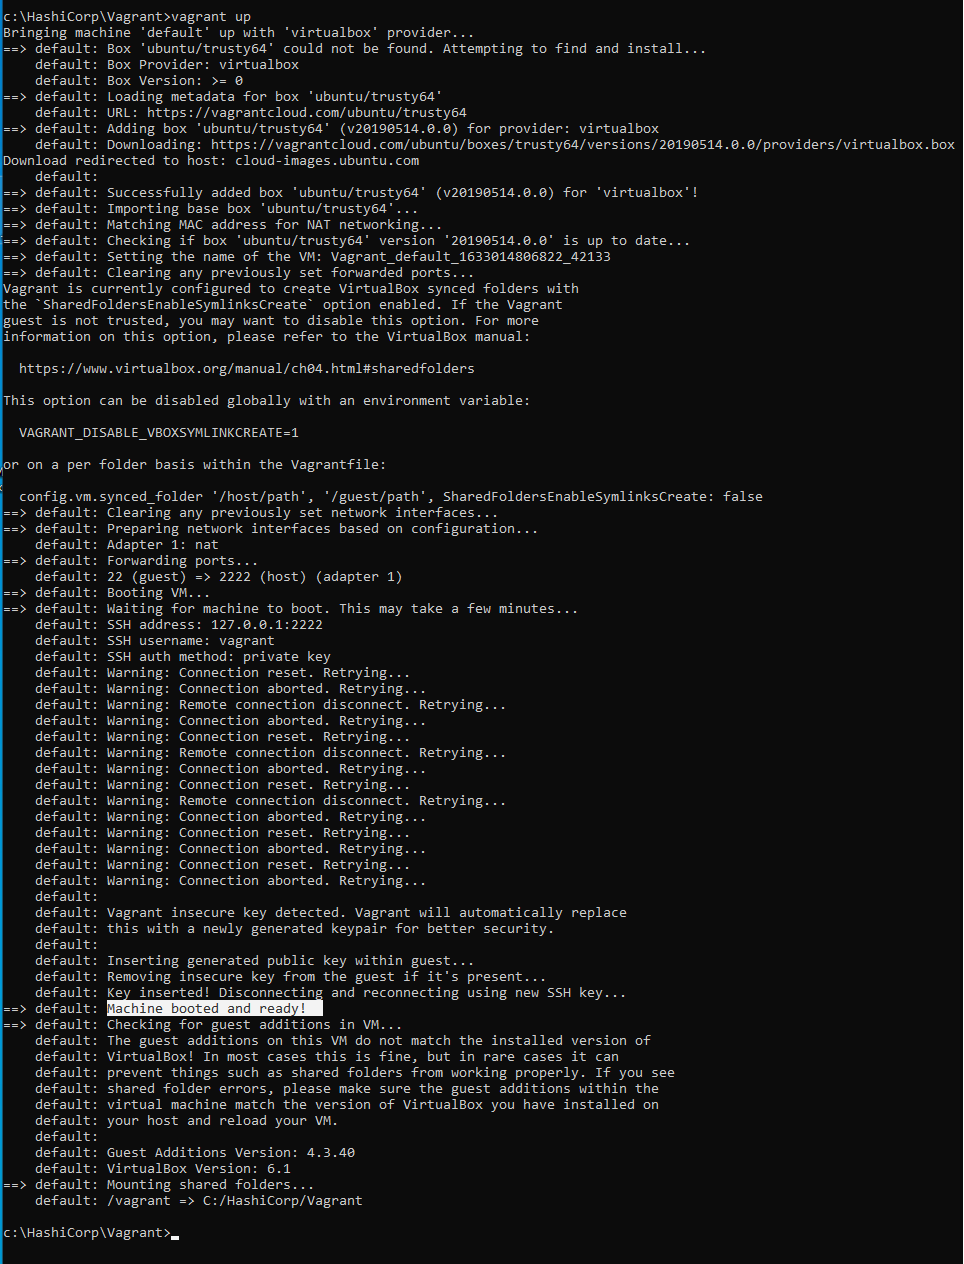 c:\HashiCorp\Vagrant>vagrant up
Bringing machine 'default' up with 'virtualbox' provider...
==> default: Box 'ubuntu/trusty64' could not be found. Attempting to find and install...
    default: Box Provider: virtualbox
    default: Box Version: >= 0
==> default: Loading metadata for box 'ubuntu/trusty64'
    default: URL: https://vagrantcloud.com/ubuntu/trusty64
==> default: Adding box 'ubuntu/trusty64' (v20190514.0.0) for provider: virtualbox
    default: Downloading: https://vagrantcloud.com/ubuntu/boxes/trusty64/versions/20190514.0.0/providers/virtualbox.box
Download redirected to host: cloud-images.ubuntu.com
    default:
==> default: Successfully added box 'ubuntu/trusty64' (v20190514.0.0) for 'virtualbox'!
==> default: Importing base box 'ubuntu/trusty64'...
==> default: Matching MAC address for NAT networking...
==> default: Checking if box 'ubuntu/trusty64' version '20190514.0.0' is up to date...
==> default: Setting the name of the VM: Vagrant_default_1633014806822_42133
==> default: Clearing any previously set forwarded ports...
Vagrant is currently configured to create VirtualBox synced folders with
the `SharedFoldersEnableSymlinksCreate` option enabled. If the Vagrant
guest is not trusted, you may want to disable this option. For more
information on this option, please refer to the VirtualBox manual:
  https://www.virtualbox.org/manual/ch04.html#sharedfolders
This option can be disabled globally with an environment variable:
  VAGRANT_DISABLE_VBOXSYMLINKCREATE=1
or on a per folder basis within the Vagrantfile:
  config.vm.synced_folder '/host/path', '/guest/path', SharedFoldersEnableSymlinksCreate: false
==> default: Clearing any previously set network interfaces...
==> default: Preparing network interfaces based on configuration...
    default: Adapter 1: nat
==> default: Forwarding ports...
    default: 22 (guest) => 2222 (host) (adapter 1)
==> default: Booting VM...
==> default: Waiting for machine to boot. This may take a few minutes...
    default: SSH address: 127.0.0.1:2222
    default: SSH username: vagrant
    default: SSH auth method: private key
    default: Warning: Connection reset. Retrying...
    default: Warning: Connection aborted. Retrying...
    default: Warning: Remote connection disconnect. Retrying...
    default: Warning: Connection aborted. Retrying...
    default: Warning: Connection reset. Retrying...
    default: Warning: Remote connection disconnect. Retrying...
    default: Warning: Connection aborted. Retrying...
    default: Warning: Connection reset. Retrying...
    default: Warning: Remote connection disconnect. Retrying...
    default: Warning: Connection aborted. Retrying...
    default: Warning: Connection reset. Retrying...
    default: Warning: Connection aborted. Retrying...
    default: Warning: Connection reset. Retrying...
    default: Warning: Connection aborted. Retrying...
    default:
    default: Vagrant insecure key detected. Vagrant will automatically replace
    default: this with a newly generated keypair for better security.
    default:
    default: Inserting generated public key within guest...
    default: Removing insecure key from the guest if it's present...
    default: Key inserted! Disconnecting and reconnecting using new SSH key...
==> default: Machine booted and ready!
==> default: Checking for guest additions in VM...
    default: The guest additions on this VM do not match the installed version of
    default: VirtualBox! In most cases this is fine, but in rare cases it can
    default: prevent things such as shared folders from working properly. If you see
    default: shared folder errors, please make sure the guest additions within the
    default: virtual machine match the version of VirtualBox you have installed on
    default: your host and reload your VM.
    default:
    default: Guest Additions Version: 4.3.40
    default: VirtualBox Version: 6.1
==> default: Mounting shared folders...
    default: /vagrant => C:/HashiCorp/Vagrant
c:\HashiCorp\Vagrant>